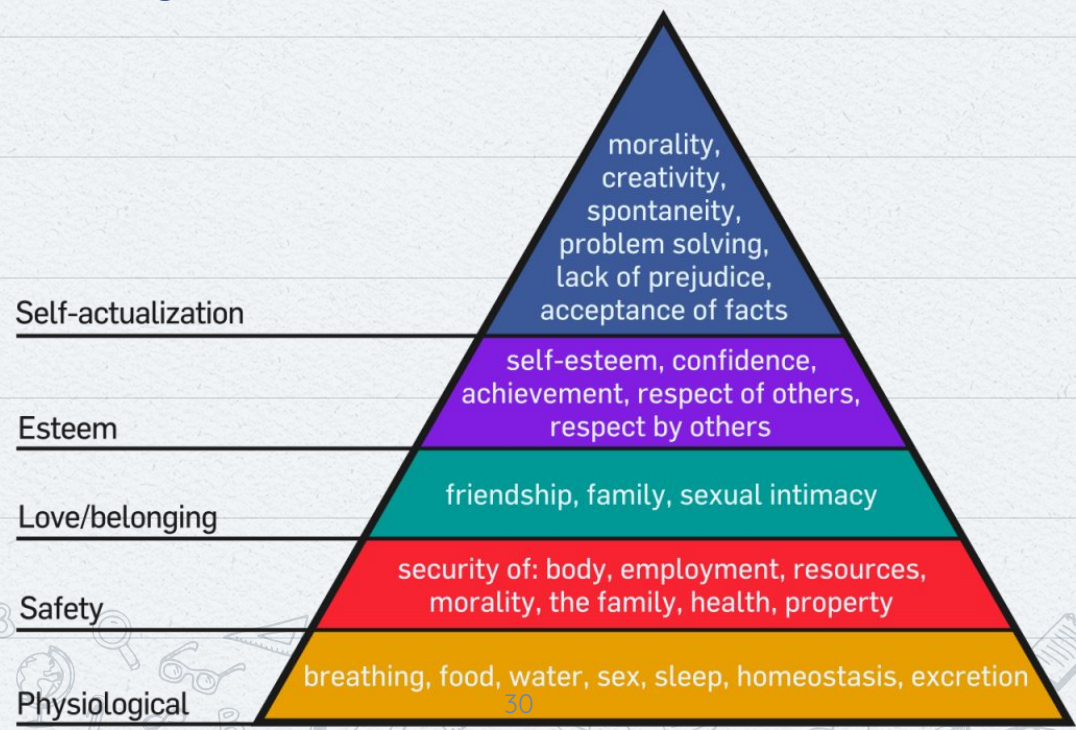 morality,
creativity,
spontaneity,
problem solving,
lack of prejudice,
acceptance of facts
Self-actualization
self-esteem, confidence,
achievement, respect of others,
respect by others
Esteem
friendship, family, sexual intimacy
Love/belonging
security of: body, employment, resources,
morality, the family, health, property
Safety
breathing, food, water, sex, sleep, homeostasis, excretion
Physiological
30